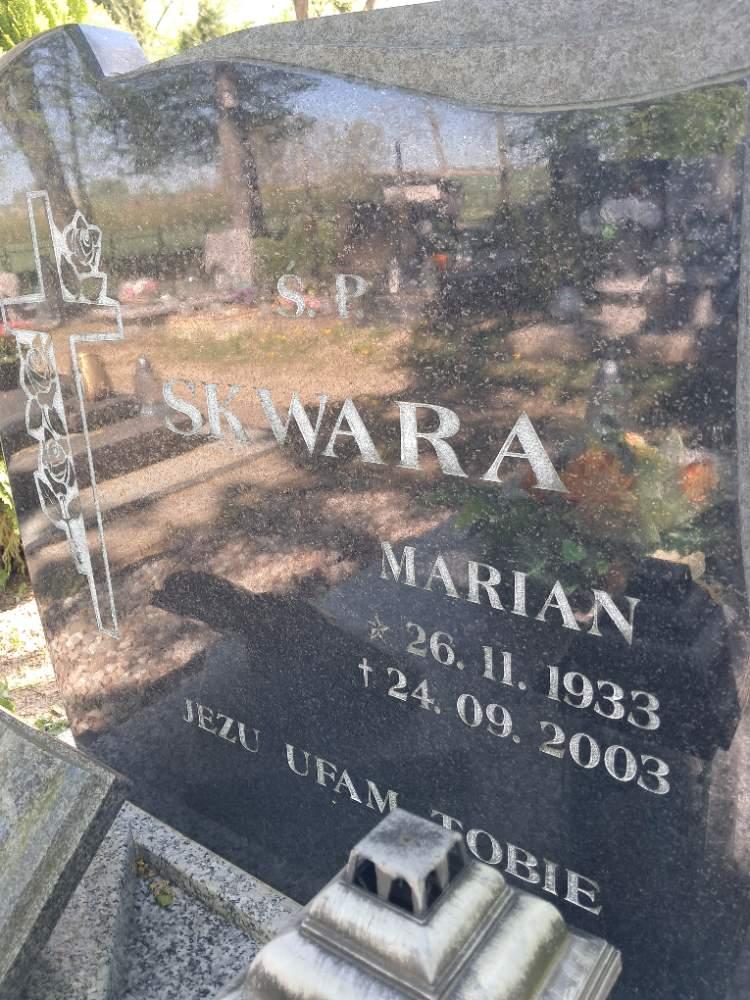 Ś. P.
SKWARA
MARIAN
☆ 26. 11. 1933
† 24. 09. 2003
JEZU UFAM TOBIE